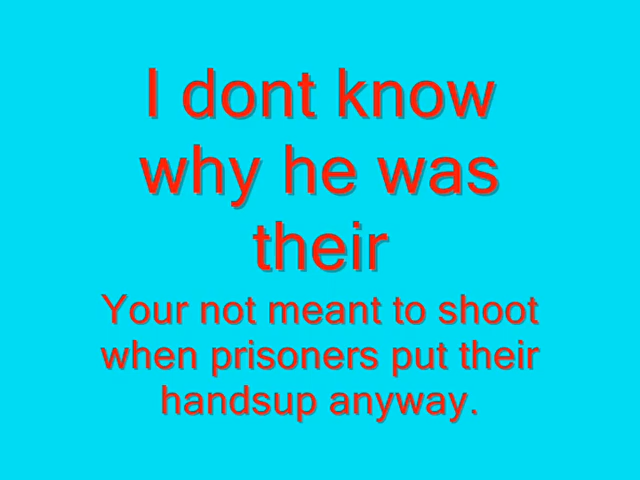 I dont know
why he was
their
Your not meant to shoot
when prisoners put their
handsup anyway.